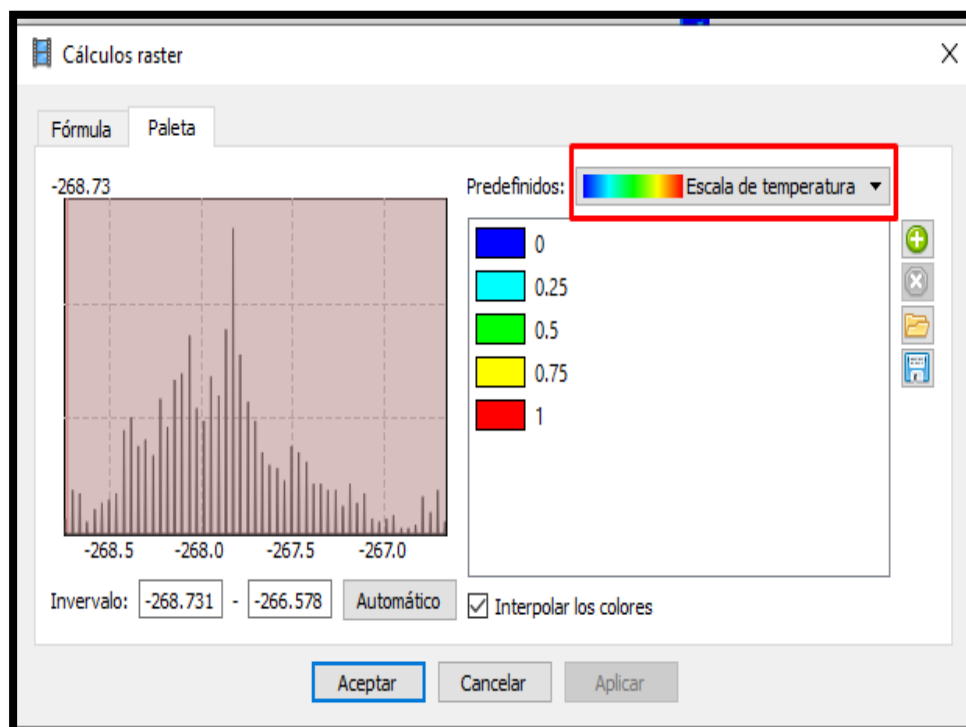 Cálculos raster
Fórmula Paleta
-268.73
Predefinidos: Escala de temperatura
0
0.25
0.5
0.75
1
-268.5 -268.0 -267.5 -267.0
Invervalo: -268.731 - -266.578 Automático
Interpolar los colores
Aceptar Cancelar Aplicar